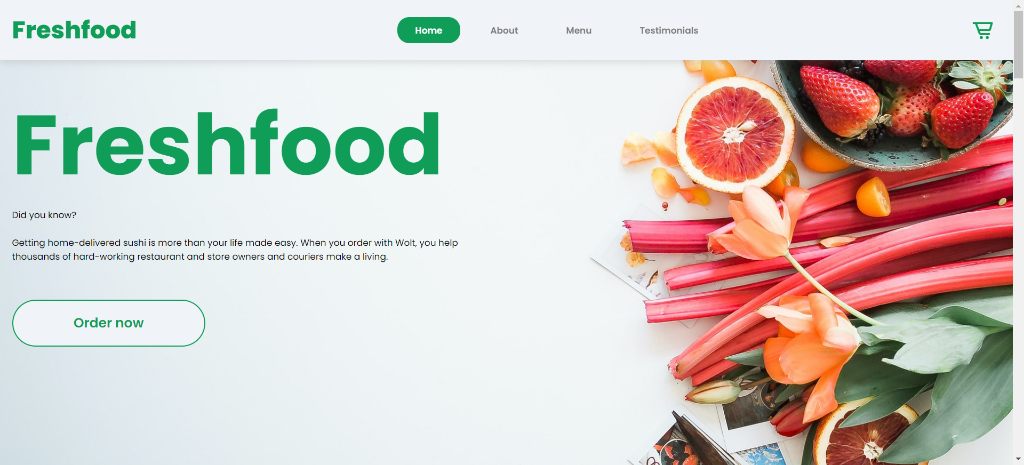 Freshfood
Home
About
Menu
Testimonials
Freshfood
Did you know?
Getting home-delivered sushi is more than your life made easy. When you order with Wolt, you help
thousands of hard-working restaurant and store owners and couriers make a living.
Order now